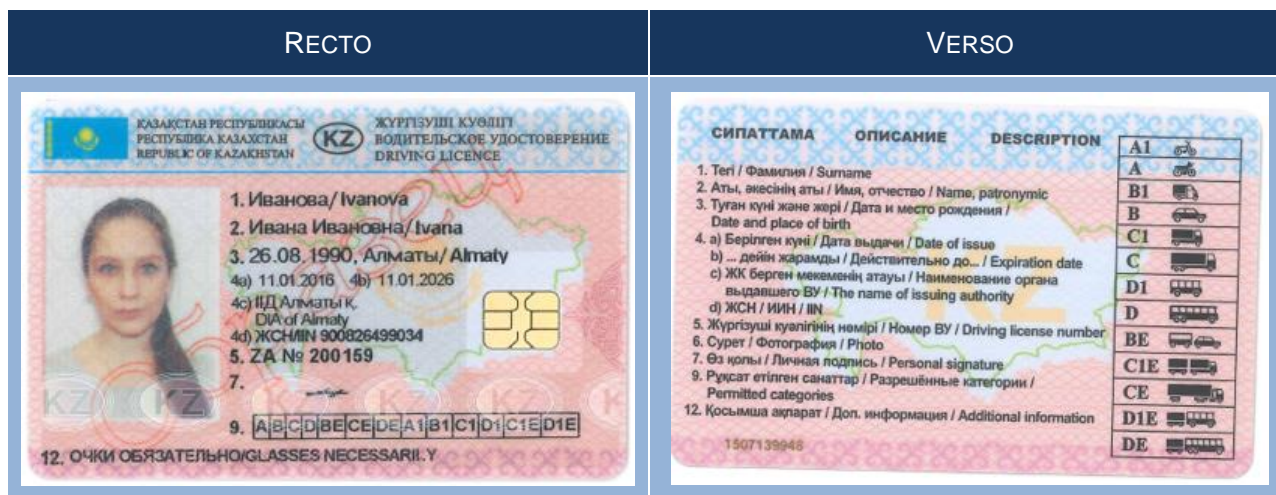 RECTO
ҚАЗАҚСТАН РЕСПУБЛИКАСЫ
РЕСПУБЛИКА КАЗАХСТАН
REPUBLIC OF KAZAKHSTAN
KZ
ЖҮРГІЗУШІ КУӘЛІГІ
ВОДИТЕЛЬСКОЕ УДОСТОВЕРЕНИЕ
DRIVING LICENCE
1. Иванова/ Ivanova
2. Ивана Ивановна/ Ivana
3. 26.08.1990, Алматы/ Almaty
4a) 11.01.2016 4b) 11.01.2026
4c) ІІД Алматы қ.
DIA of Almaty
4d) ЖСН/IIN 900826499034
5. ZA № 200159
7.
KZ KZ K
9. A B C D BE CE DE A1 B1 C1 D1 C1E D1E
12. ОЧКИ ОБЯЗАТЕЛЬНО/GLASSES NECESSARILY
VERSO
СИПАТТАМА ОПИСАНИЕ DESCRIPTION
1. Тегі / Фамилия / Surname
2. Аты, әкесінің аты / Имя, отчество / Name, patronymic
3. Туған күні және жері / Дата и место рождения /
Date and place of birth
4. a) Берілген күні / Дата выдачи / Date of issue
b) ... дейін жарамды / Действительно до... / Expiration date
c) ЖК берген мекеменің атауы / Наименование органа
выдавшего ВУ / The name of issuing authority
d) ЖСН / ИИН / IIN
5. Жүргізуші куәлігінің нөмірі / Номер ВУ / Driving license number
6. Сурет / Фотография / Photo
7. Өз қолы / Личная подпись / Personal signature
9. Рұқсат етілген санаттар / Разрешённые категории /
Permitted categories
12. Қосымша ақпарат / Доп. информация / Additional information
1507139948
KZ
A1
A
B1
B
C1
C
D1
D
BE
C1E
CE
D1E
DE